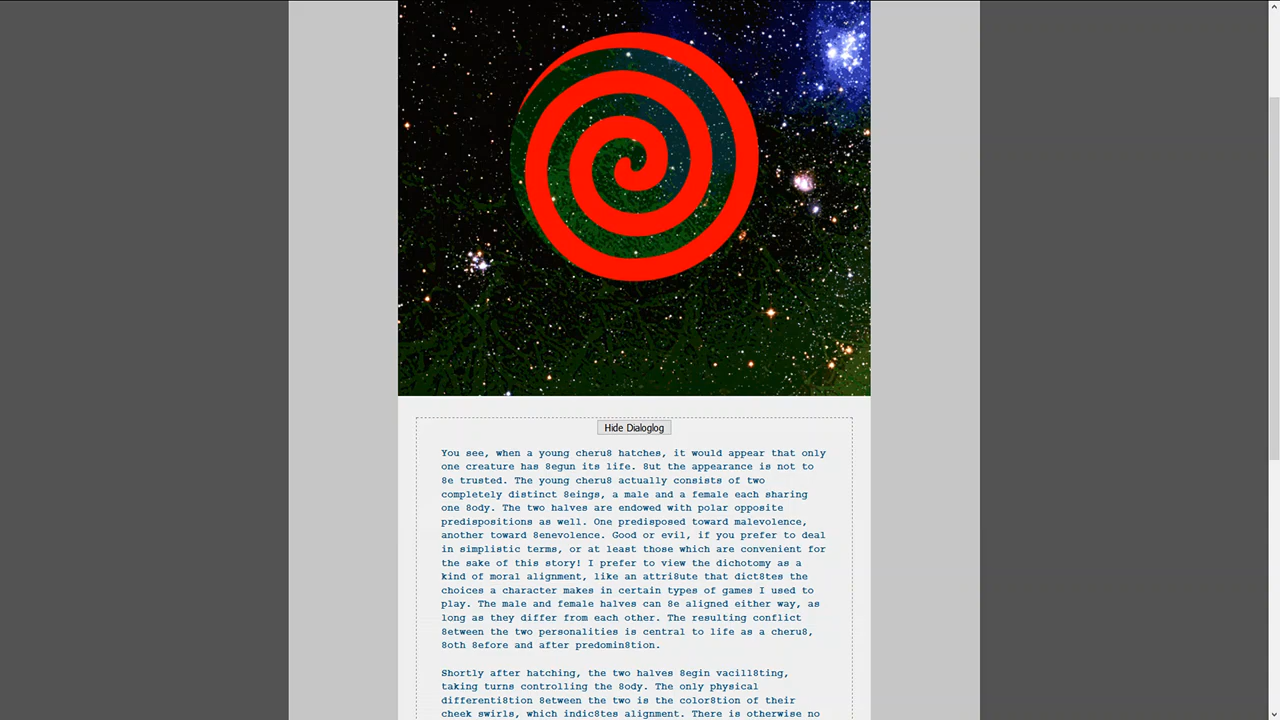 Hide Dialoglog
You see, when a young cheru8 hatches, it would appear that only
one creature has 8egun its life. 8ut the appearance is not to
8e trusted. The young cheru8 actually consists of two
completely distinct 8eings, a male and a female each sharing
one 8ody. The two halves are endowed with polar opposite
predispositions as well. One predisposed toward malevolence,
another toward 8enevolence. Good or evil, if you prefer to deal
in simplistic terms, or at least those which are convenient for
the sake of this story! I prefer to view the dichotomy as a
kind of moral alignment, like an attri8ute that dict8tes the
choices a character makes in certain types of games I used to
play. The male and female halves can 8e aligned either way, as
long as they differ from each other. The resulting conflict
8etween the two personalities is central to life as a cheru8,
8oth 8efore and after predomin8tion.
Shortly after hatching, the two halves 8egin vacill8ting,
taking turns controlling the 8ody. The only physical
differenti8tion 8etween the two is the color8tion of their
cheek swirls, which indic8tes alignment. There is otherwise no